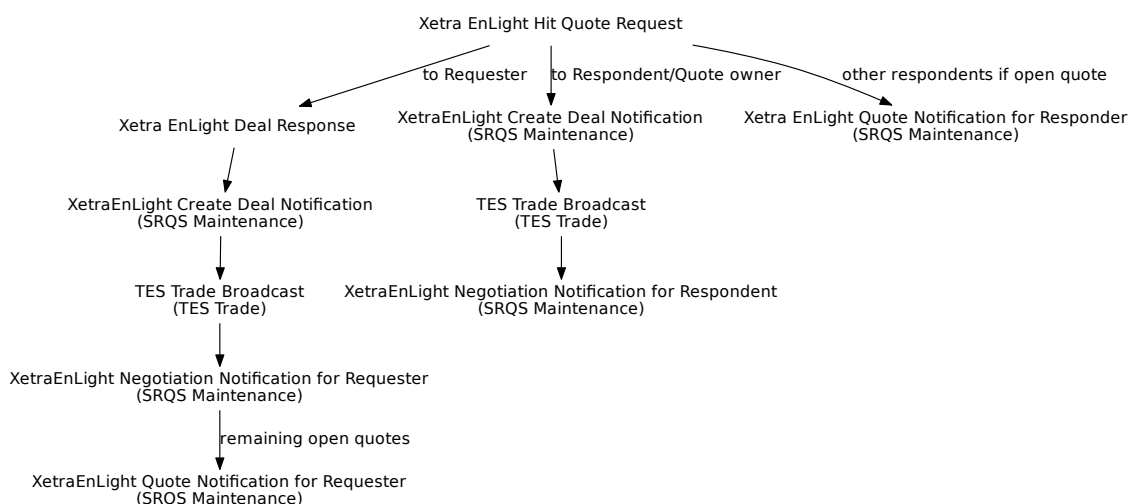 Xetra EnLight Hit Quote Request
to Requester
to Respondent/Quote owner
other respondents if open quote
Xetra EnLight Deal Response
XetraEnLight Create Deal Notification
(SRQS Maintenance)
Xetra EnLight Quote Notification for Responder
(SRQS Maintenance)
XetraEnLight Create Deal Notification
(SRQS Maintenance)
TES Trade Broadcast
(TES Trade)
TES Trade Broadcast
(TES Trade)
XetraEnLight Negotiation Notification for Respondent
(SRQS Maintenance)
XetraEnLight Negotiation Notification for Requester
(SRQS Maintenance)
remaining open quotes
XetraEnLight Quote Notification for Requester
(SRQS Maintenance)